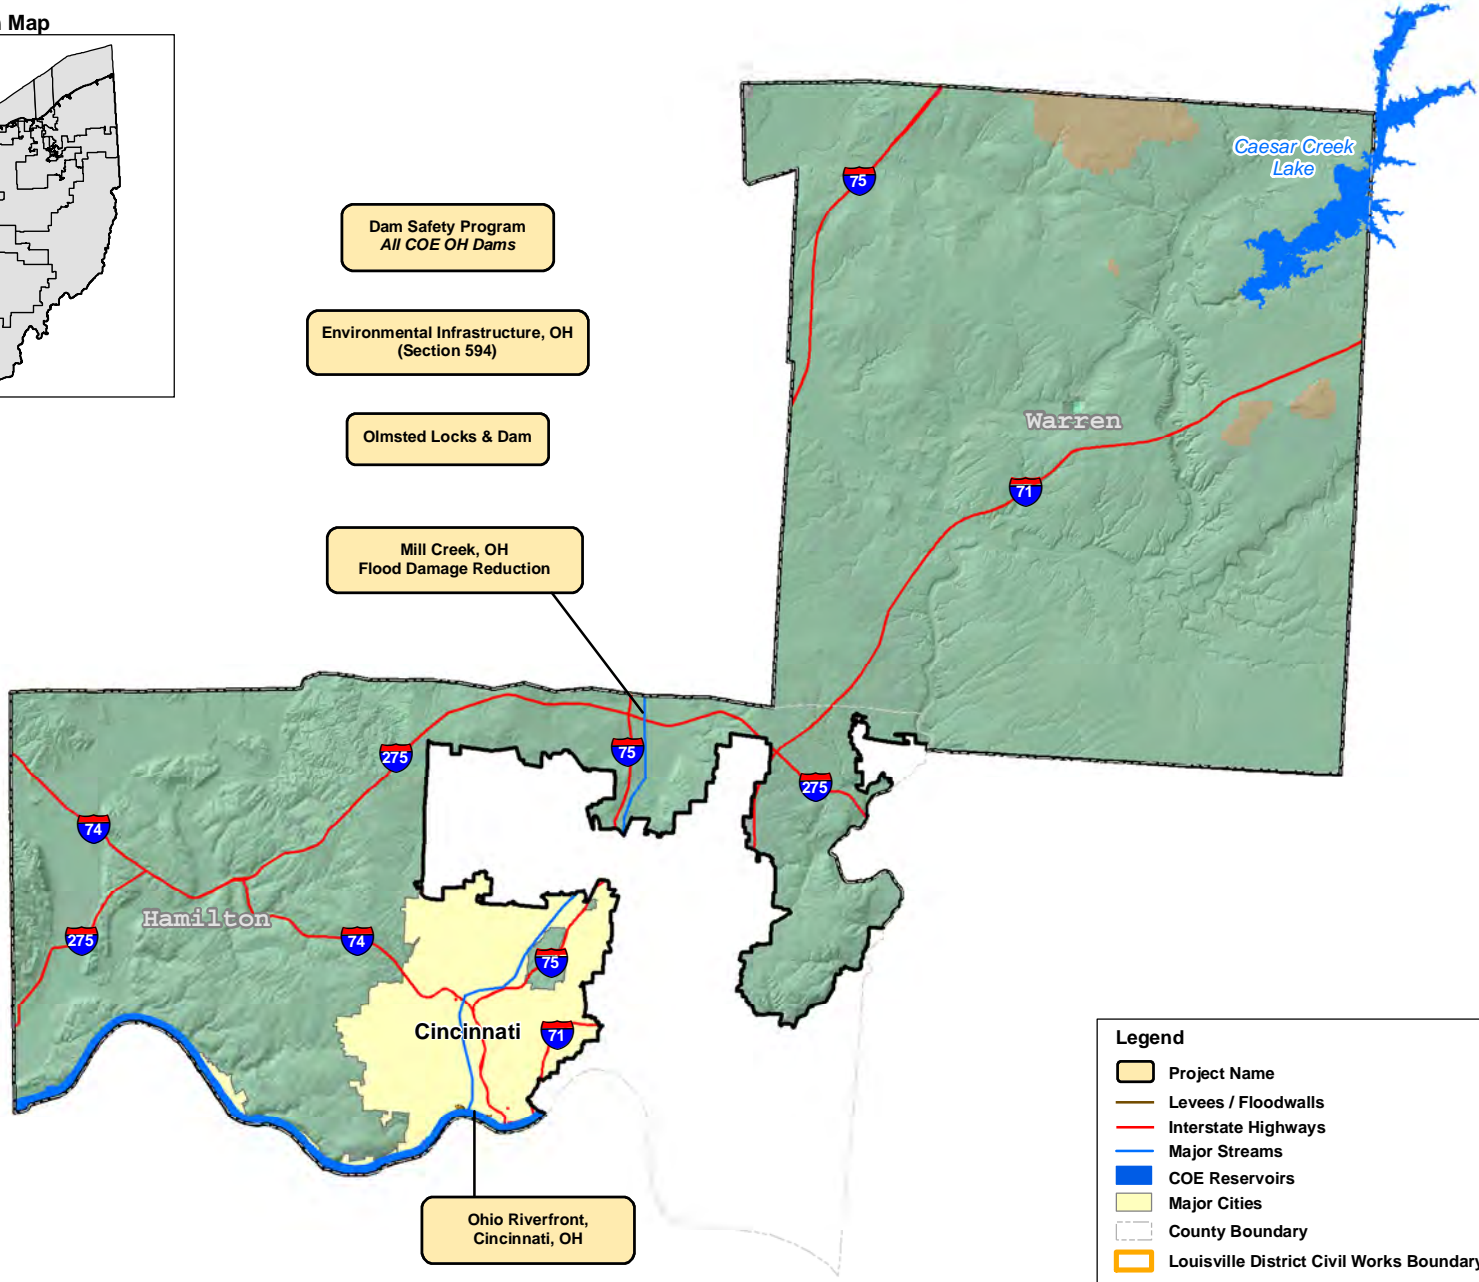 Map
Caesar Creek
Lake
75
Dam Safety Program
All COE OH Dams
Environmental Infrastructure, OH
(Section 594)
Olmsted Locks & Dam
Warren
71
Mill Creek, OH
Flood Damage Reduction
275
75
275
74
Hamilton
275
74
75
Cincinnati
71
Ohio Riverfront,
Cincinnati, OH
Legend
Project Name
Levees / Floodwalls
Interstate Highways
Major Streams
COE Reservoirs
Major Cities
County Boundary
Louisville District Civil Works Boundary